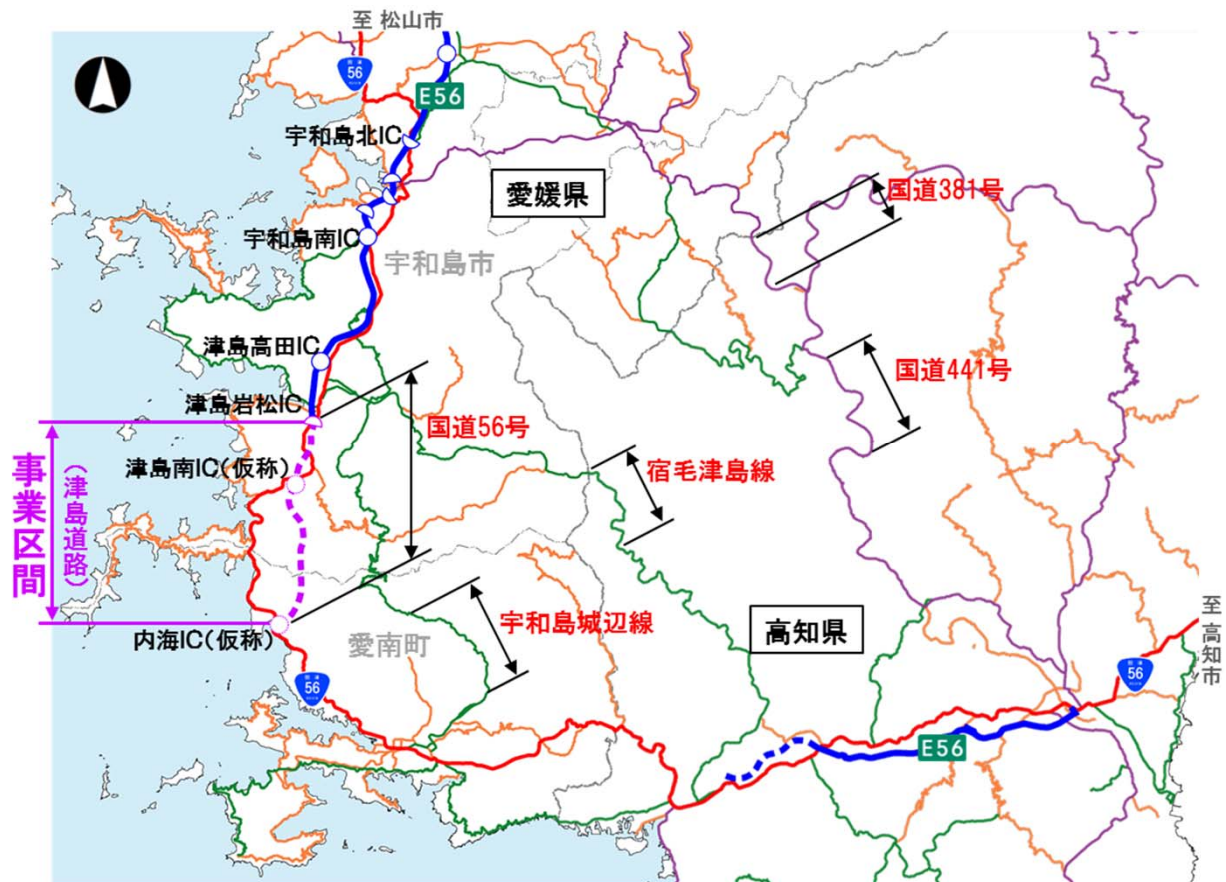 至 松山市
56
E56
宇和島北IC
愛媛県
国道381号
宇和島南IC
宇和島市
津島高田IC
国道441号
津島岩松IC
国道56号
津島南IC(仮称)
宿毛津島線
事業区間
(津島道路)
内海IC(仮称)
愛南町
宇和島城辺線
高知県
至 高知市
56
56
E56